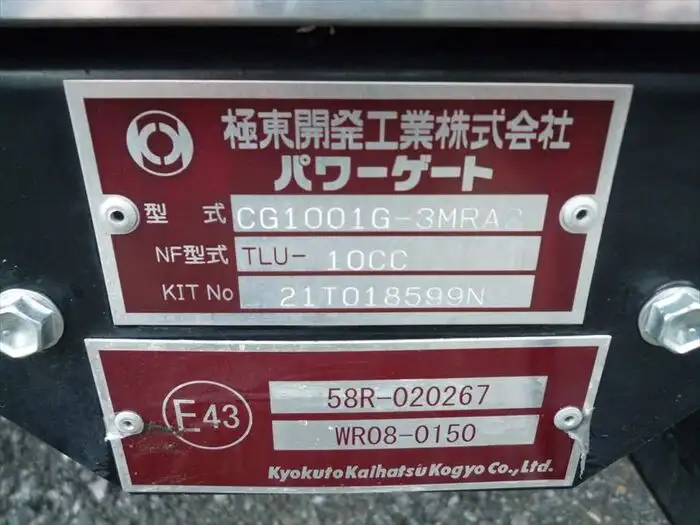 極東開発工業株式会社
パワーゲート
型式 CG1001G-3MRA
NF型式 TLU- 10CC
KIT No 21T018599N
E43
58R-020267
WR08-0150
Kyokuto Kaihatsu Kogyo Co., Ltd.